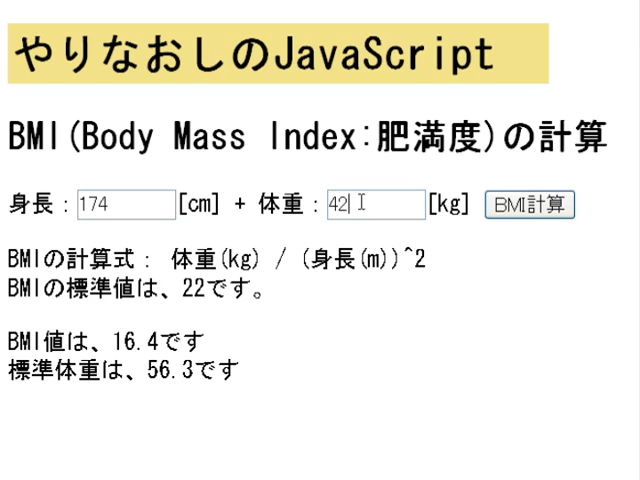 やりなおしのJavaScript
BMI(Body Mass Index:肥満度)の計算
身長：174[cm] + 体重：42[kg] BMI計算
BMIの計算式： 体重(kg) / (身長(m))^2
BMIの標準値は、22です。
BMI値は、16.4です
標準体重は、56.3です